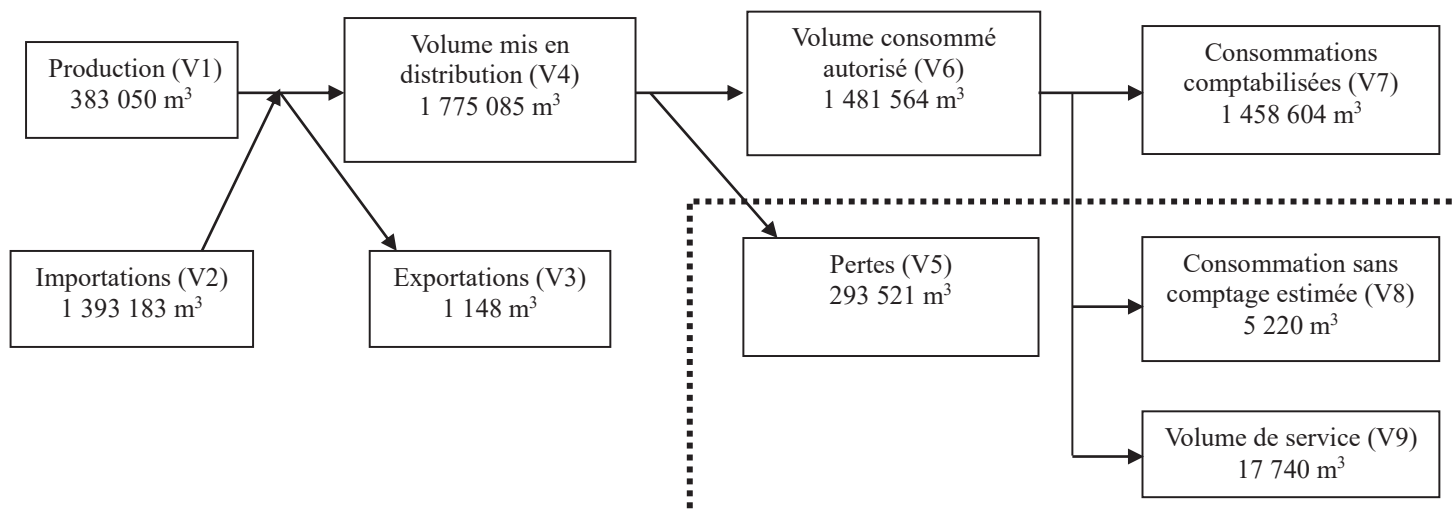 Production (V1)
383 050 m³
Volume mis en
distribution (V4)
1 775 085 m³
Volume consommé
autorisé (V6)
1 481 564 m³
Consommations
comptabilisées (V7)
1 458 604 m³
Importations (V2)
1 393 183 m³
Exportations (V3)
1 148 m³
Pertes (V5)
293 521 m³
Consommation sans
comptage estimée (V8)
5 220 m³
Volume de service (V9)
17 740 m³